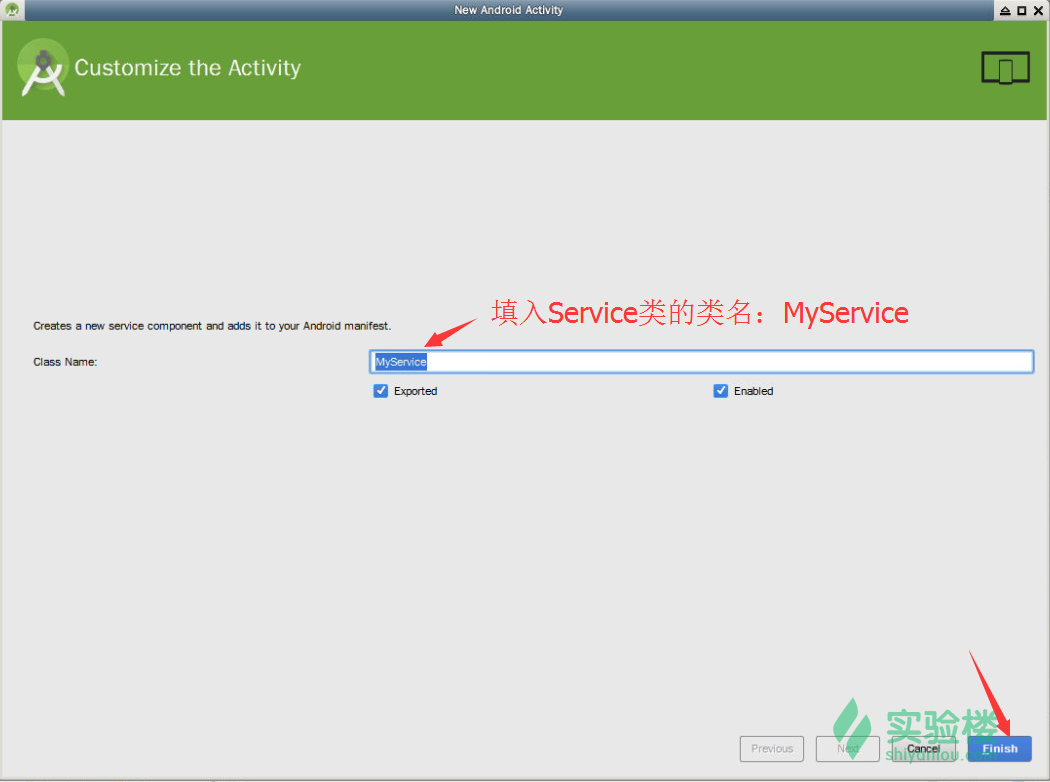 New Android Activity
Customize the Activity
填入Service类的类名：MyService
Creates a new service component and adds it to your Android manifest.
Class Name:
MyService
Exported
Enabled
实验楼
Previous
Next
Cancel
Finish
shiyanlou.com